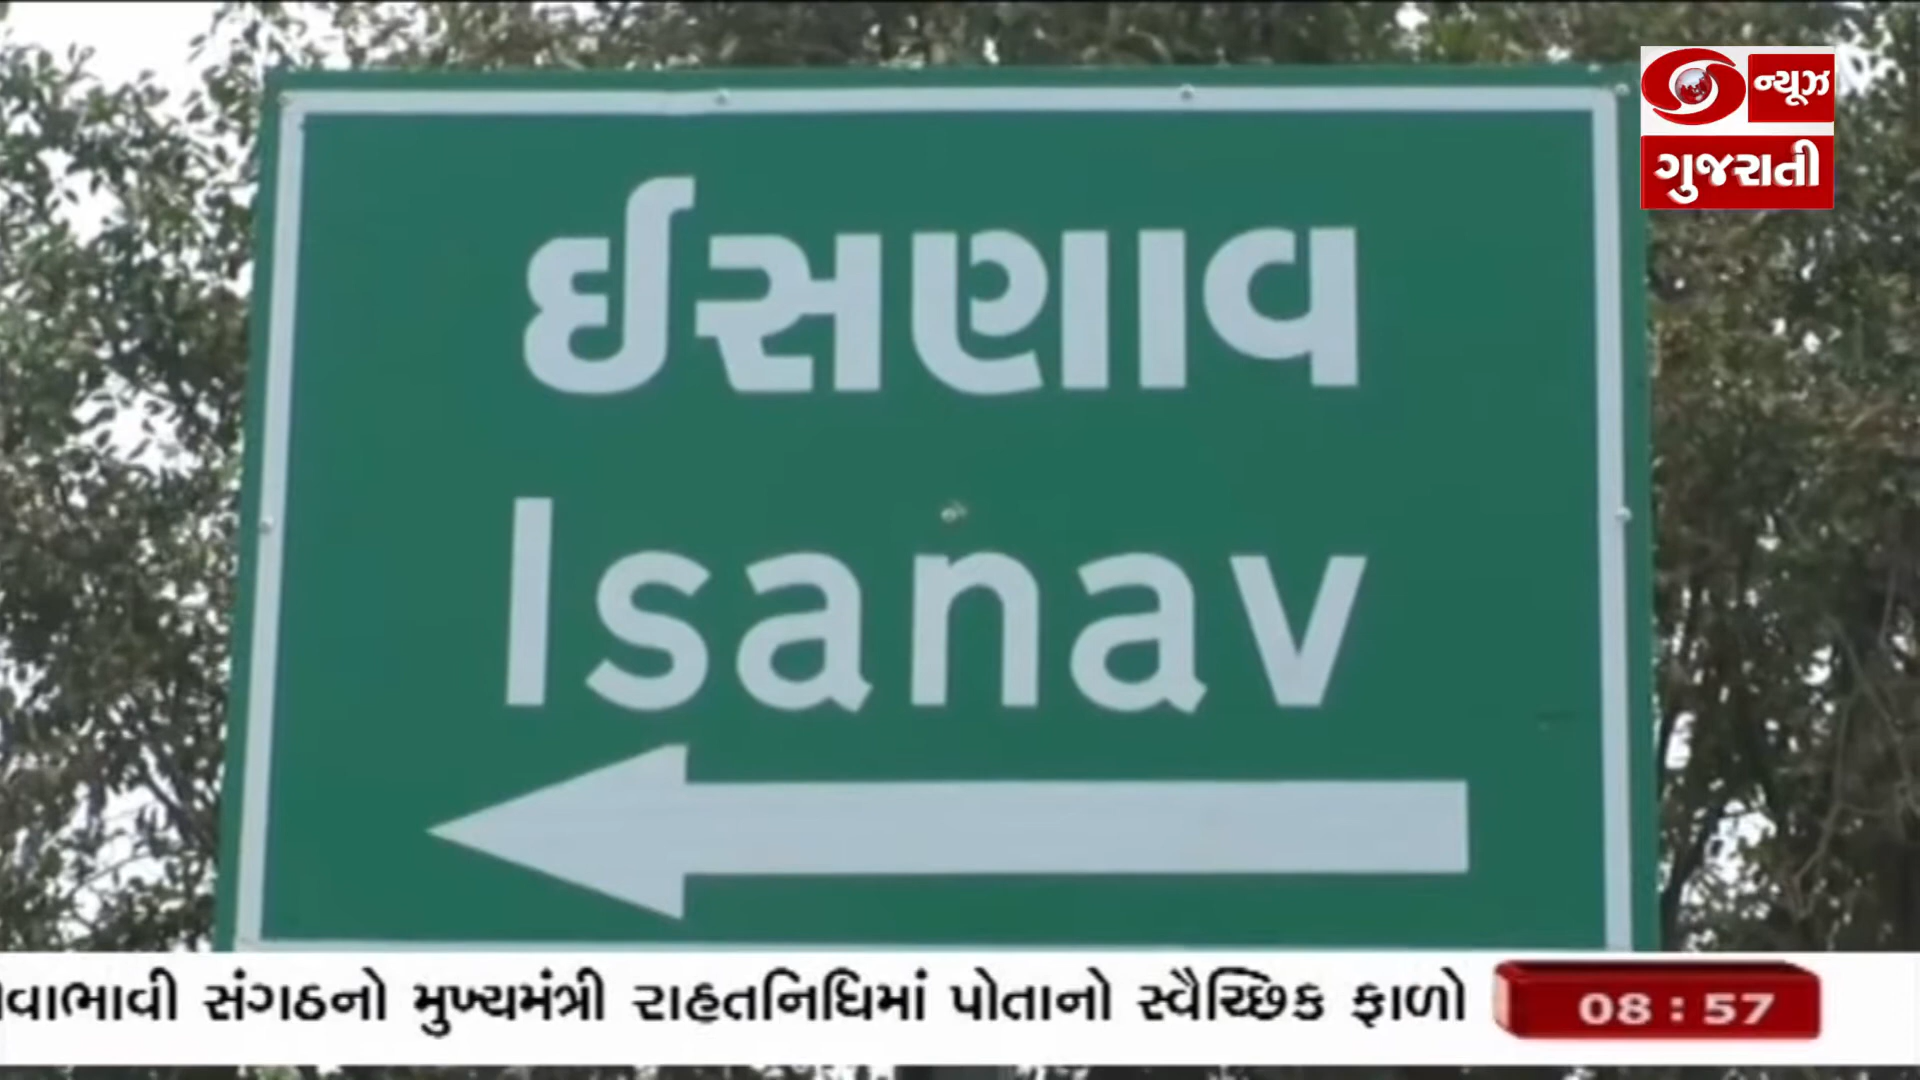 ન્યૂઝ
ગુજરાતી
ઈસણાવ
Isanav
વાભાવી સંગઠનો મુખ્યમંત્રી રાહતનિધિમાં પોતાનો સ્વૈચ્છિક ફાળો
08:57